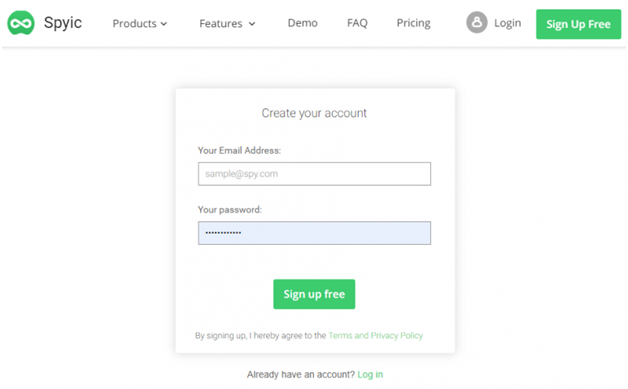 Spyic Products Features Demo FAQ Pricing Login Sign Up Free
Create your account
Your Email Address:
sample@spy.com
Your password:
••••••••••••
Sign up free
By signing up, I hereby agree to the Terms and Privacy Policy
Already have an account? Log in